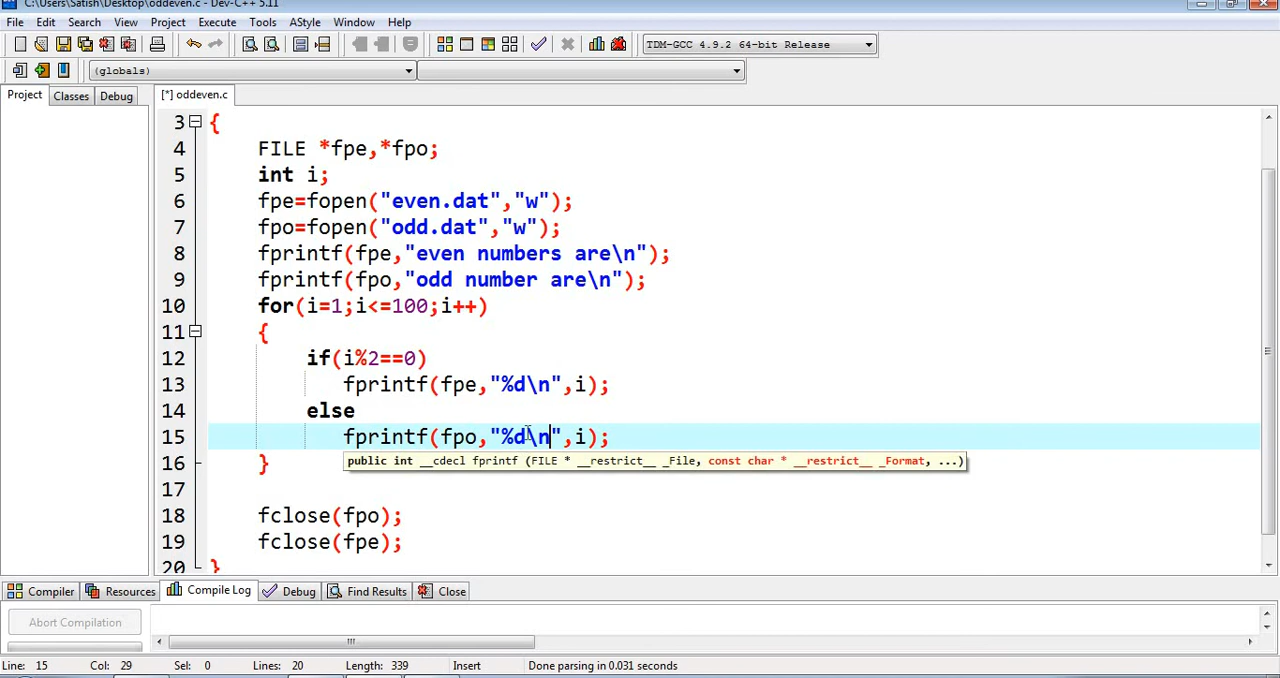 C:\Users\Satish\Desktop\oddeven.c - Dev-C++ 5.11
File Edit Search View Project Execute Tools AStyle Window Help
TDM-GCC 4.9.2 64-bit Release
(globals)
Project Classes Debug [*] oddeven.c
3 {
4 FILE *fpe,*fpo;
5 int i;
6 fpe=fopen("even.dat","w");
7 fpo=fopen("odd.dat","w");
8 fprintf(fpe,"even numbers are\n");
9 fprintf(fpo,"odd number are\n");
10 for(i=1;i<=100;i++)
11 {
12 if(i%2==0)
13 fprintf(fpe,"%d\n",i);
14 else
15 fprintf(fpo,"%d\n",i);
public int __cdecl fprintf (FILE * __restrict__ _File, const char * __restrict__ _Format, ...)
16 }
17
18 fclose(fpo);
19 fclose(fpe);
20 }
Compiler Resources Compile Log Debug Find Results Close
Abort Compilation
Line: 15 Col: 29 Sel: 0 Lines: 20 Length: 339 Insert Done parsing in 0.031 seconds